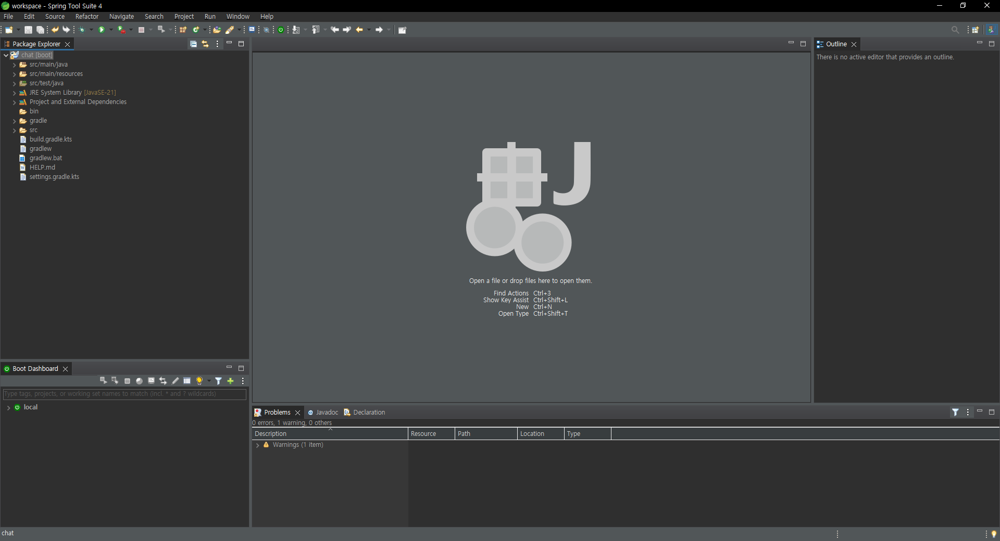 workspace - Spring Tool Suite 4
File Edit Source Refactor Navigate Search Project Run Window Help
Package Explorer
chat [boot]
src/main/java
src/main/resources
src/test/java
JRE System Library [JavaSE-21]
Project and External Dependencies
bin
gradle
src
build.gradle.kts
gradlew
gradlew.bat
HELP.md
settings.gradle.kts
J
Open a file or drop files here to open them.
Find Actions Ctrl+3
Show Key Assist Ctrl+Shift+L
New Ctrl+N
Open Type Ctrl+Shift+T
Outline
There is no active editor that provides an outline.
Boot Dashboard
Type tags, projects, or working set names to match (incl. * and ? wildcards)
local
Problems Javadoc Declaration
0 errors, 1 warning, 0 others
Description Resource Path Location Type
Warnings (1 item)
chat